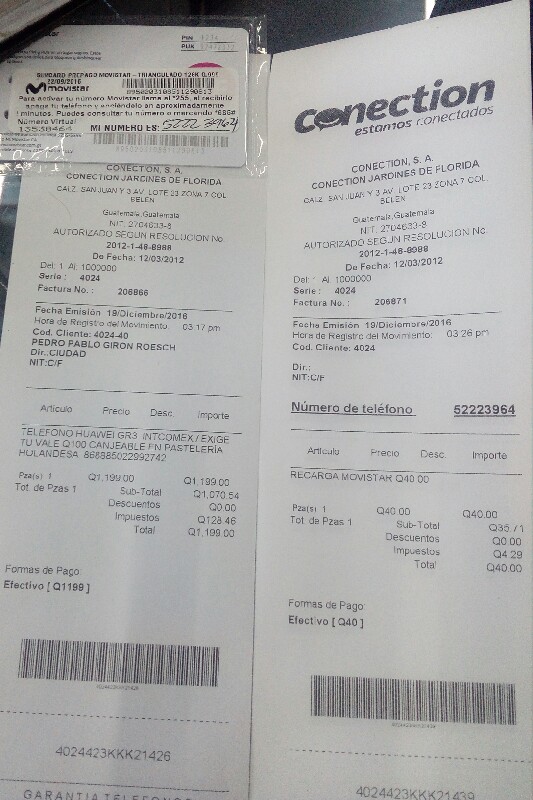 PIN 1234
PUK
SIMCARD PREPAGO MOVISTAR - TRIANGULADO 128K 0.00T
22/09/2016
Movistar
8950203168511290813
Para activar tu número Movistar llama al *255, al recibirlo
apaga tu teléfono y enciéndelo en aproximadamente
minutos. Puedes consultar tu número o marcando *686#
Número Virtual
13538464
MI NUMERO ES: 5222 3964
CONECTION, S. A.
CONECTION JARDINES DE FLORIDA
CALZ. SAN JUAN Y 3 AV. LOTE 23 ZONA 7 COL.
BELEN
Guatemala,Guatemala
NIT: 2704633-8
AUTORIZADO SEGUN RESOLUCION No.
2012-1-48-8988
De Fecha: 12/03/2012
Del: 1 Al: 1000000
Serie : 4024
Factura No. : 206866
Fecha Emisión 19/Diciembre/2016
Hora de Registro del Movimiento: 03:17 pm
Cod. Cliente: 4024-40
PEDRO PABLO GIRON ROESCH
Dir.:CIUDAD
NIT:C/F
Artículo Precio Desc. Importe
TELEFONO HUAWEI GR3 INTCOMEX / EXIGE
TU VALE Q100 CANJEABLE EN PASTELERÍA
HOLANDESA 868985022992742
Pza(s) 1 Q1,199.00 Q1,199.00
Tot. de Pzas 1 Sub-Total Q1,070.54
Descuentos Q0.00
Impuestos Q128.46
Total Q1,199.00
Formas de Pago:
Efectivo [ Q1199 ]
4024423KKK21426
4024423KKK21426
GARANTIA TELEFONOS
Conection
estamos conectados
CONECTION, S. A.
CONECTION JARDINES DE FLORIDA
CALZ. SAN JUAN Y 3 AV. LOTE 23 ZONA 7 COL.
BELEN
Guatemala,Guatemala
NIT: 2704633-8
AUTORIZADO SEGUN RESOLUCION No.
2012-1-48-8988
De Fecha: 12/03/2012
Del: 1 Al: 1000000
Serie : 4024
Factura No. : 206871
Fecha Emisión 19/Diciembre/2016
Hora de Registro del Movimiento: 03:26 pm
Cod. Cliente: 4024
Dir.:
NIT:C/F
Número de teléfono 52223964
Artículo Precio Desc. Importe
RECARGA MOVISTAR Q40.00
Pza(s) 1 Q40.00 Q40.00
Tot. de Pzas 1 Sub-Total Q35.71
Descuentos Q0.00
Impuestos Q4.29
Total Q40.00
Formas de Pago:
Efectivo [ Q40 ]
4024423KKK21439